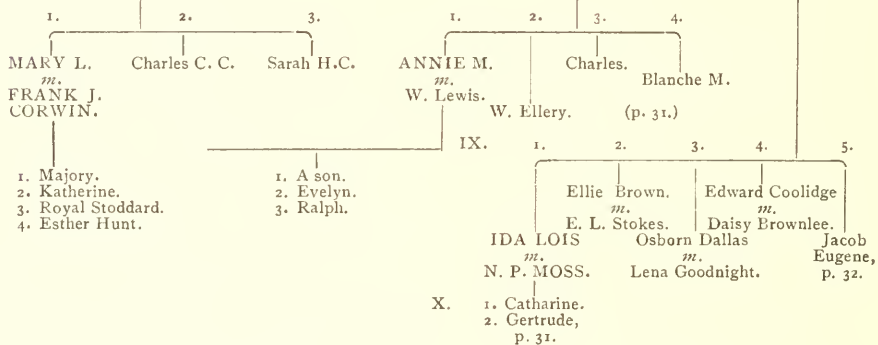 1. 2. 3. 1. 2. 3. 4.
MARY L. Charles C. C. Sarah H.C. ANNIE M. Charles.
m. m. Blanche M.
FRANK J. W. Lewis.
CORWIN. W. Ellery. (p. 31.)
IX. 1. 2. 3. 4. 5.
1. Majory. 1. A son.
2. Katherine. 2. Evelyn.
3. Royal Stoddard. 3. Ralph.
4. Esther Hunt.
Ellie Brown. Edward Coolidge
m. m.
E. L. Stokes. Daisy Brownlee.
IDA LOIS Osborn Dallas Jacob
m. m. Eugene,
N. P. MOSS. Lena Goodnight. p. 32.
X. 1. Catharine.
2. Gertrude,
p. 31.